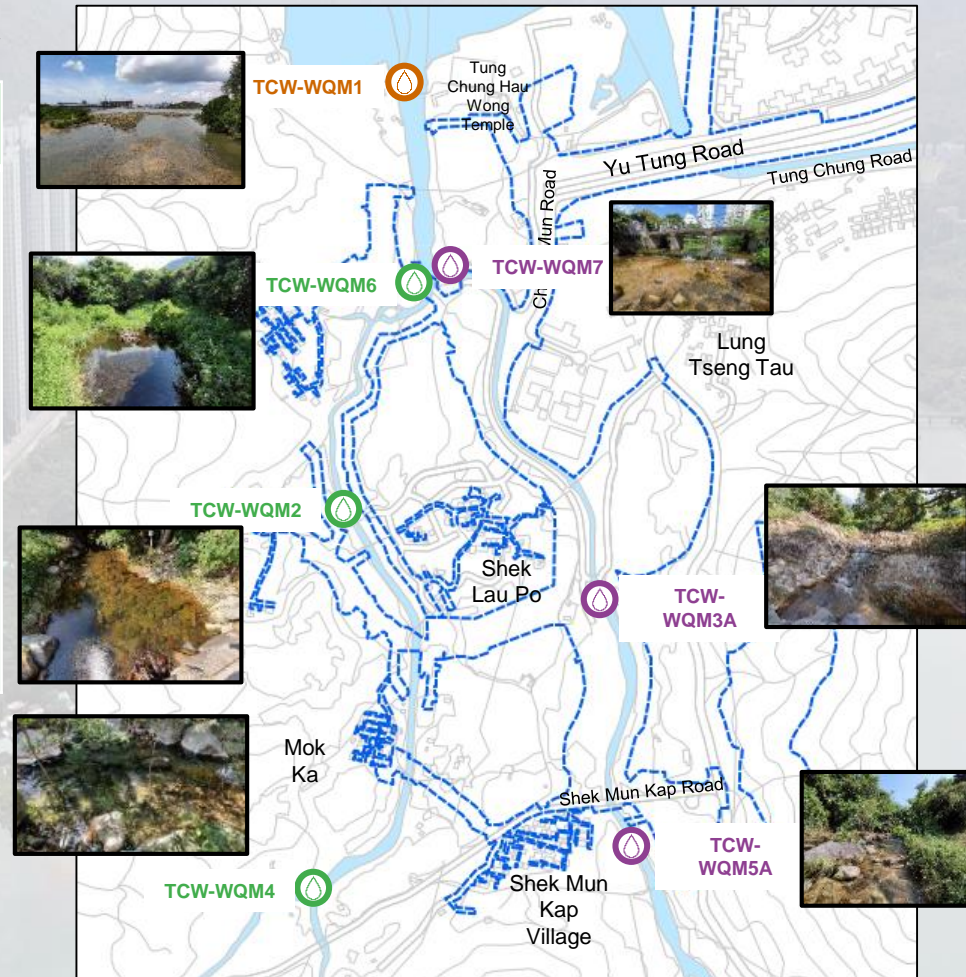 TCW-WQM1
Tung
Chung Hau
Wong
Temple
Yu Tung Road
Tung Chung Road
Mun Road
TCW-WQM6
TCW-WQM7
Lung
Tseng Tau
TCW-WQM2
Shek
Lau Po
TCW-
WQM3A
Mok
Ka
Shek Mun Kap Road
TCW-
WQM5A
TCW-WQM4
Shek Mun
Kap
Village